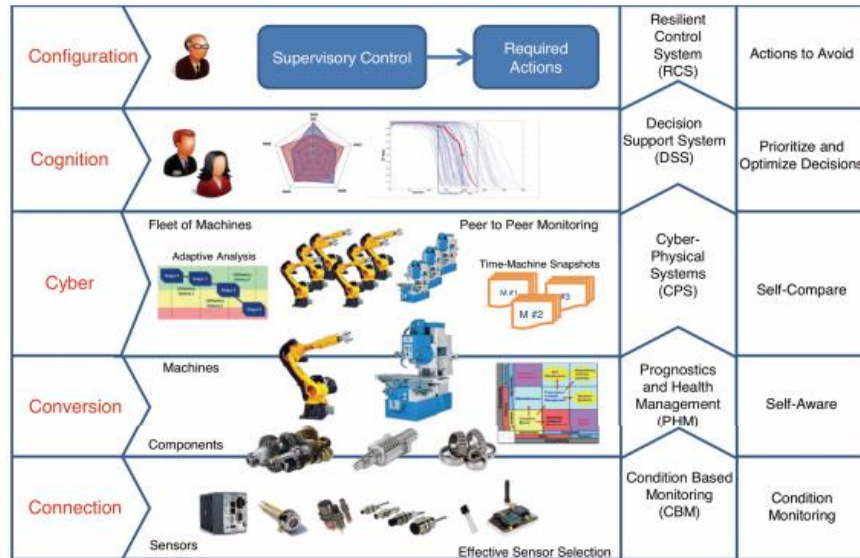 Configuration
Supervisory Control
Required
Actions
Resilient
Control
System
(RCS)
Actions to Avoid
Cognition
Decision
Support System
(DSS)
Prioritize and
Optimize Decisions
Cyber
Fleet of Machines
Peer to Peer Monitoring
Adaptive Analysis
Time-Machine Snapshots
M #1
M #2
#3
Cyber-
Physical
Systems
(CPS)
Self-Compare
Conversion
Machines
Components
Prognostics
and Health
Management
(PHM)
Self-Aware
Connection
Sensors
Effective Sensor Selection
Condition Based
Monitoring
(CBM)
Condition
Monitoring